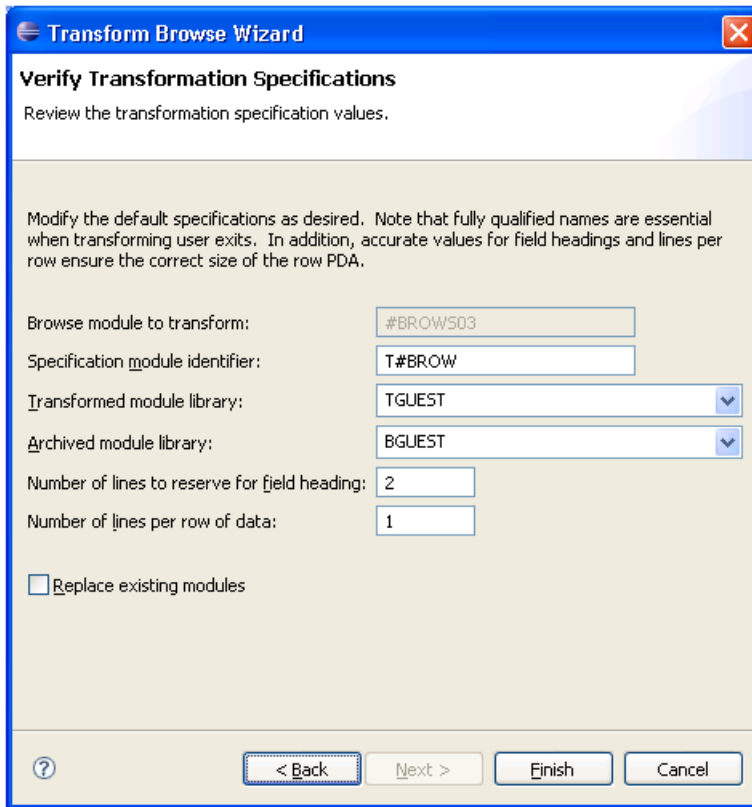 Transform Browse Wizard
Verify Transformation Specifications
Review the transformation specification values.
Modify the default specifications as desired. Note that fully qualified names are essential
when transforming user exits. In addition, accurate values for field headings and lines per
row ensure the correct size of the row PDA.
Browse module to transform: #BROWS03
Specification module identifier: T#BROW
Transformed module library: TGUEST
Archived module library: BGUEST
Number of lines to reserve for field heading: 2
Number of lines per row of data: 1
Replace existing modules
? < Back Next > Finish Cancel